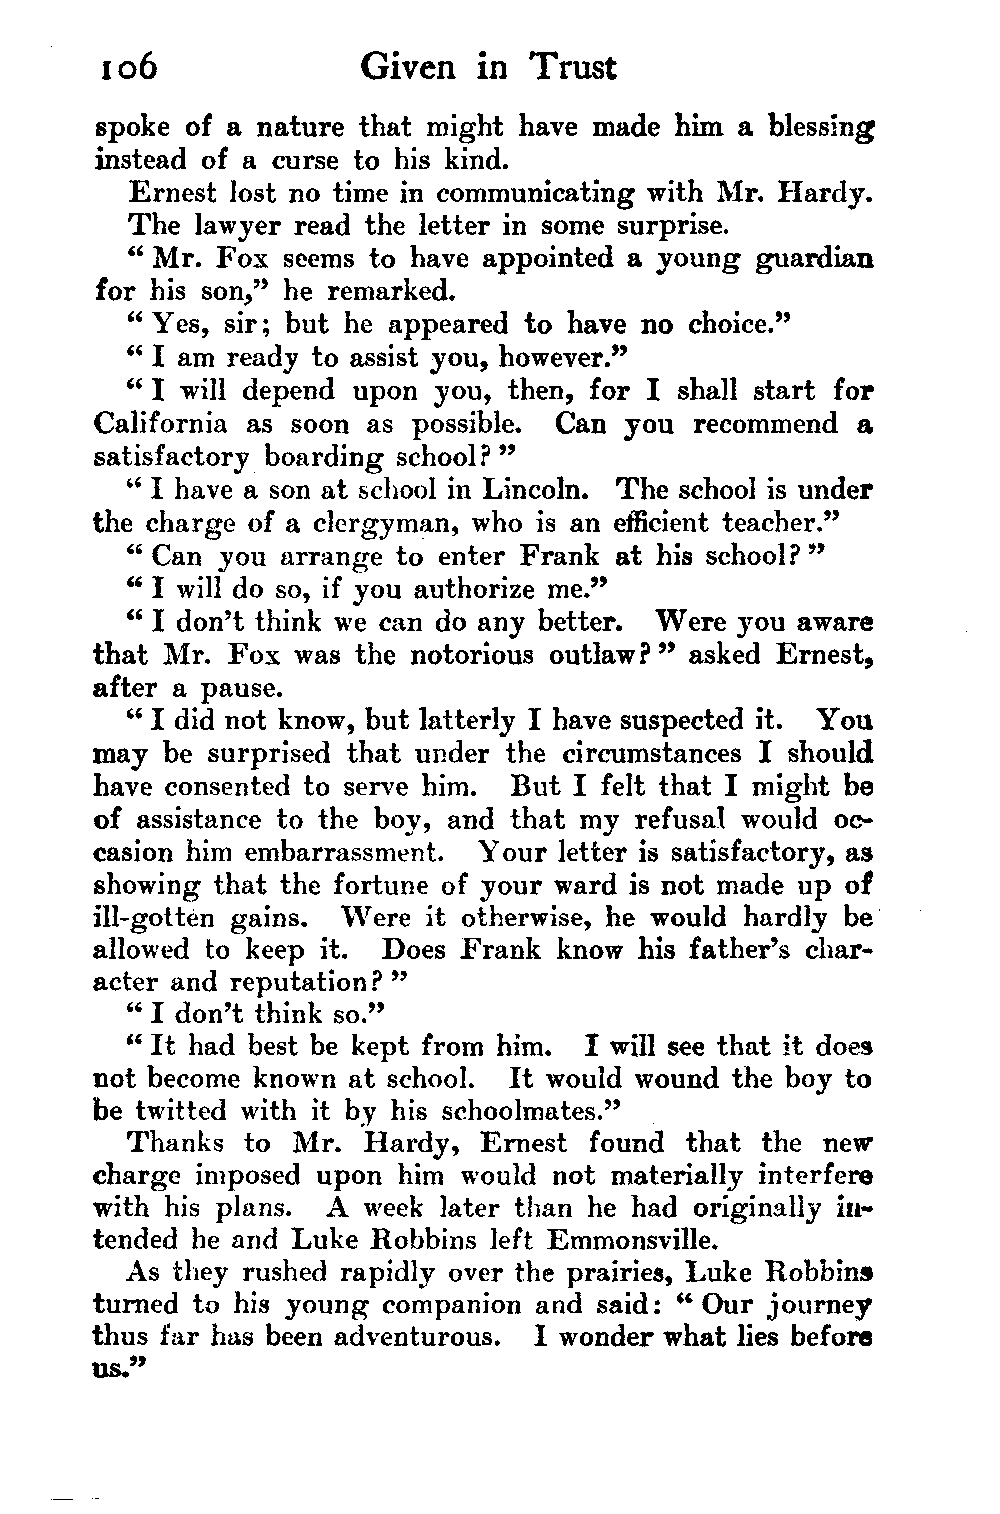 106 Given in Trust
spoke of a nature that might have made him a blessing
instead of a curse to his kind.
Ernest lost no time in communicating with Mr. Hardy.
The lawyer read the letter in some surprise.
“ Mr. Fox seems to have appointed a young guardian
for his son,” he remarked.
“ Yes, sir; but he appeared to have no choice.”
“ I am ready to assist you, however.”
“ I will depend upon you, then, for I shall start for
California as soon as possible. Can you recommend a
satisfactory boarding school? ”
“ I have a son at school in Lincoln. The school is under
the charge of a clergyman, who is an efficient teacher.”
“ Can you arrange to enter Frank at his school? ”
“ I will do so, if you authorize me.”
“ I don’t think we can do any better. Were you aware
that Mr. Fox was the notorious outlaw? ” asked Ernest,
after a pause.
“ I did not know, but latterly I have suspected it. You
may be surprised that under the circumstances I should
have consented to serve him. But I felt that I might be
of assistance to the boy, and that my refusal would oc-
casion him embarrassment. Your letter is satisfactory, as
showing that the fortune of your ward is not made up of
ill-gotten gains. Were it otherwise, he would hardly be
allowed to keep it. Does Frank know his father’s char-
acter and reputation? ”
“ I don’t think so.”
“ It had best be kept from him. I will see that it does
not become known at school. It would wound the boy to
be twitted with it by his schoolmates.”
Thanks to Mr. Hardy, Ernest found that the new
charge imposed upon him would not materially interfere
with his plans. A week later than he had originally in-
tended he and Luke Robbins left Emmonsville.
As they rushed rapidly over the prairies, Luke Robbins
turned to his young companion and said: “ Our journey
thus far has been adventurous. I wonder what lies before
us.”